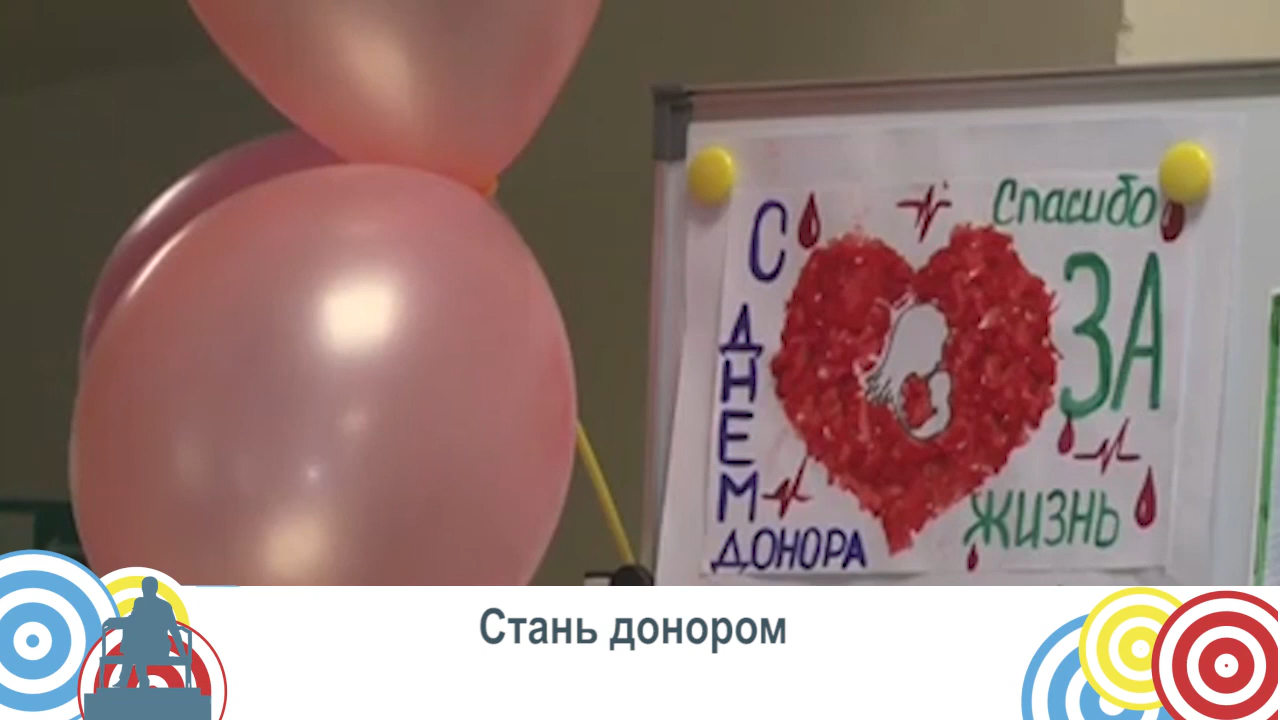 С
ДНЕМ
ДОНОРА
Спасибо
ЗА
ЖИЗНЬ
Стань донором